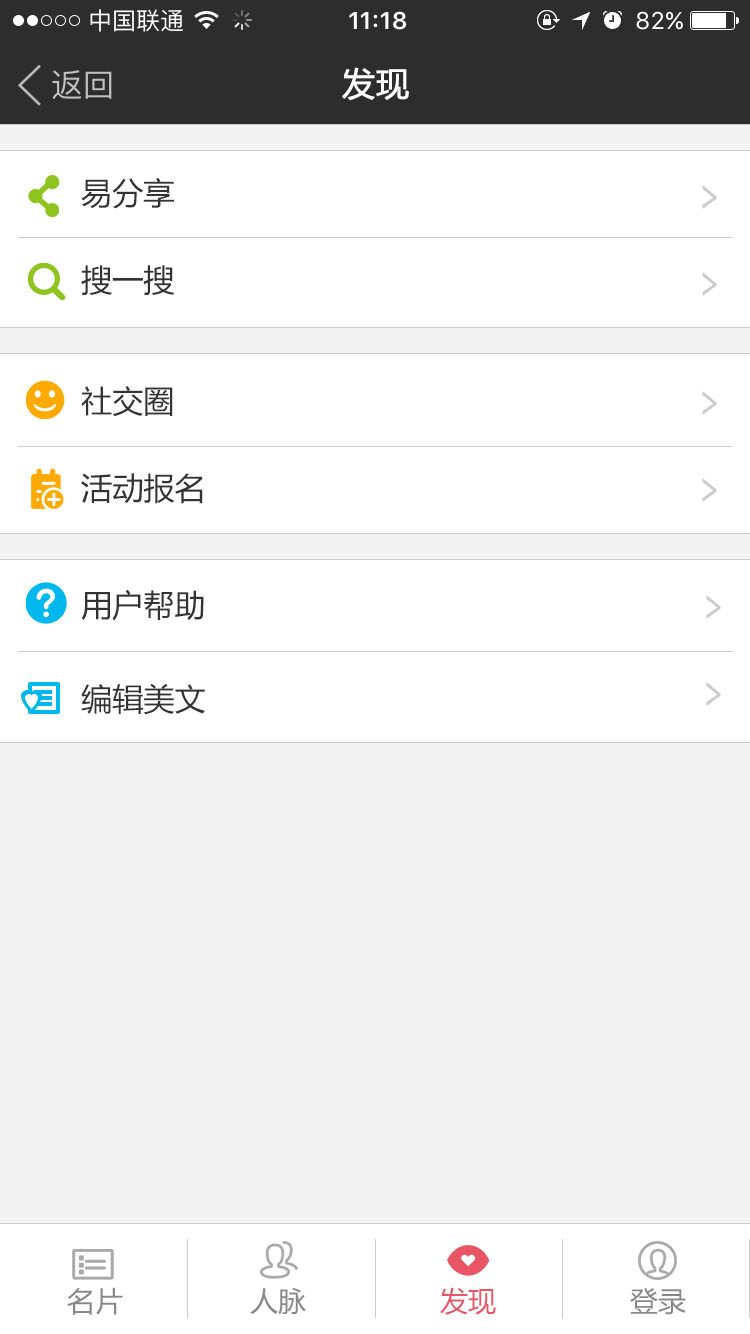 中国联通 11:18 82%
返回 发现
易分享
搜一搜
社交圈
活动报名
用户帮助
编辑美文
名片 人脉 发现 登录